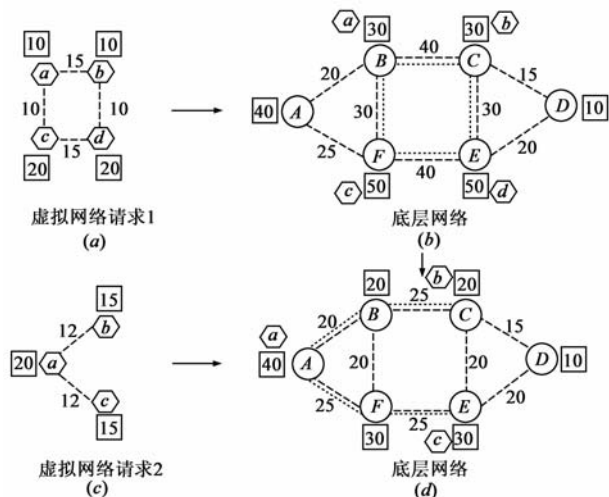 10 10
a 15 b
10 10
c 15 d
20 20
虚拟网络请求1
(a)
a 30 30 b
B 40 C
20 15
40 A 30 30 D 10
25 20
F 40 E
c 50 50 d
底层网络
(b)
15
12 b
20 a
12 c
15
虚拟网络请求2
(c)
20 b 20
B 25 C
a 20 15
40 A 20 20 D 10
25 20
F 25 E
30 c 30
底层网络
(d)